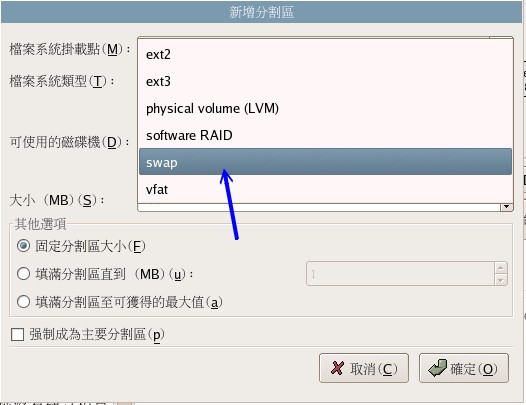 新增分割區
檔案系統掛載點(M)：
檔案系統類型(T)：
ext2
ext3
physical volume (LVM)
software RAID
swap
vfat
可使用的磁碟機(D)：
大小 (MB)(S)：
其他選項
固定分割區大小(F)
填滿分割區直到 (MB)(u)：
1
填滿分割區至可獲得的最大值(a)
強制成為主要分割區(p)
取消(C)
確定(O)